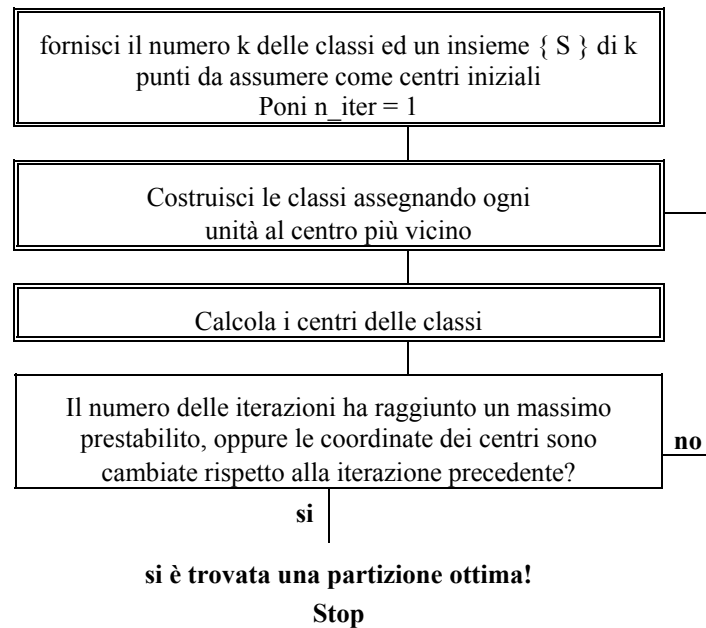 fornisci il numero k delle classi ed un insieme { S } di k
punti da assumere come centri iniziali
Poni n_iter = 1
Costruisci le classi assegnando ogni
unità al centro più vicino
Calcola i centri delle classi
Il numero delle iterazioni ha raggiunto un massimo
prestabilito, oppure le coordinate dei centri sono
cambiate rispetto alla iterazione precedente?
no
si
si è trovata una partizione ottima!
Stop